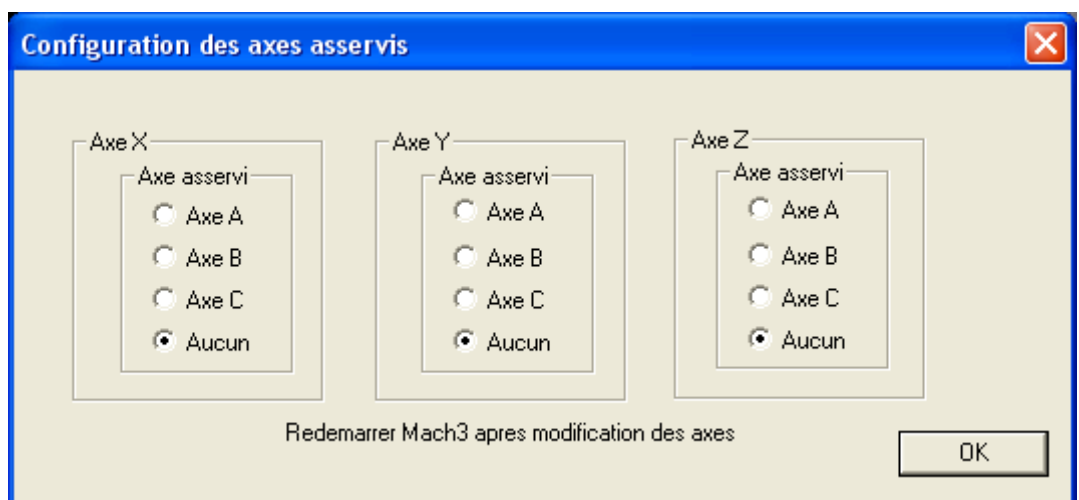 Configuration des axes asservis
Axe X
Axe asservi
Axe A
Axe B
Axe C
Aucun
Axe Y
Axe asservi
Axe A
Axe B
Axe C
Aucun
Axe Z
Axe asservi
Axe A
Axe B
Axe C
Aucun
Redemarrer Mach3 apres modification des axes
OK